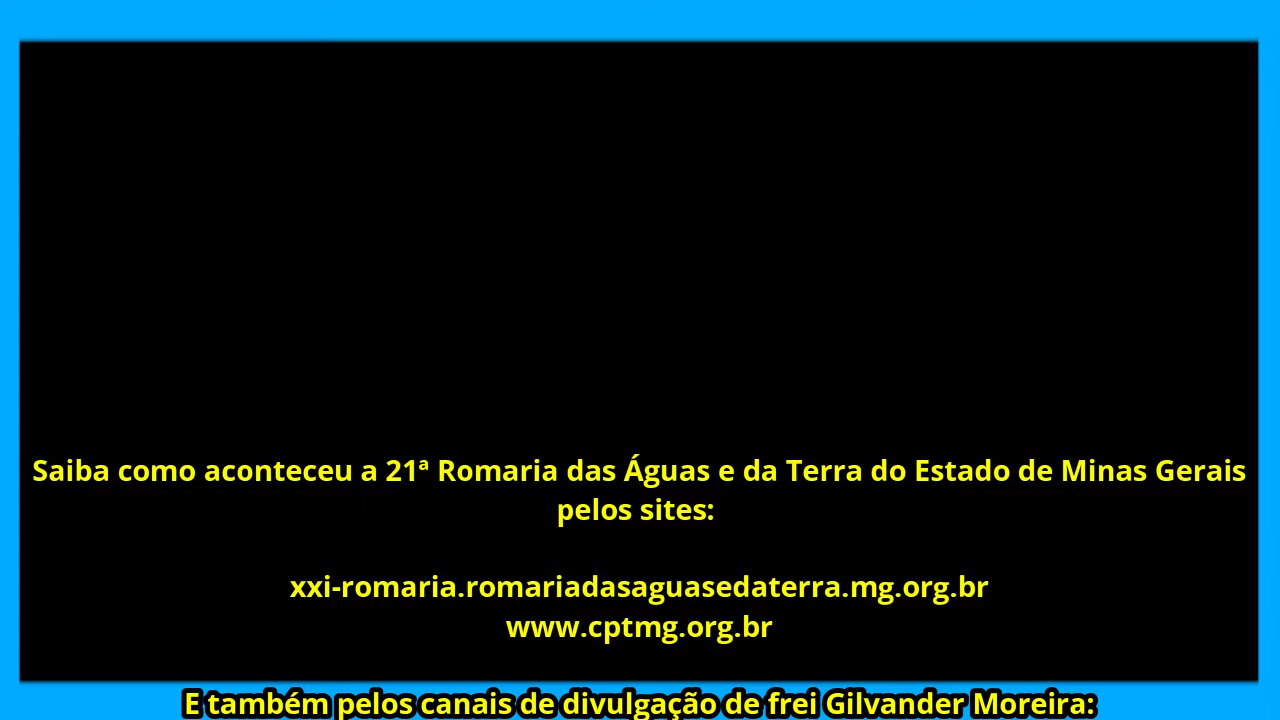 Saiba como aconteceu a 21ª Romaria das Águas e da Terra do Estado de Minas Gerais
pelos sites:
xxi-romaria.romariadasaguasedaterra.mg.org.br
www.cptmg.org.br
E também pelos canais de divulgação de frei Gilvander Moreira: